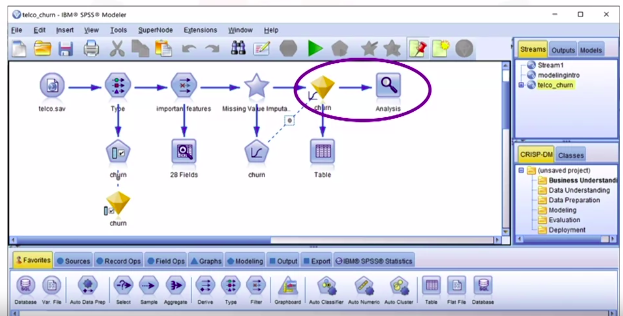 telco_churn - IBM® SPSS® Modeler
File Edit Insert View Tools SuperNode Extensions Window Help
Streams Outputs Models
Stream1
modelingintro
telco_churn
telco.sav Type important features Missing Value Imputa.. churn Analysis
churn 28 Fields churn Table
churn
CRISP-DM Classes
(unsaved project)
Business Understandi
Data Understanding
Data Preparation
Modeling
Evaluation
Deployment
Favorites Sources Record Ops Field Ops Graphs Modeling Output Export IBM® SPSS® Statistics
Database Var. File Auto Data Prep Select Sample Aggregate Derive Type Filter Graphboard Auto Classifier Auto Numeric Auto Cluster Table Flat File Database